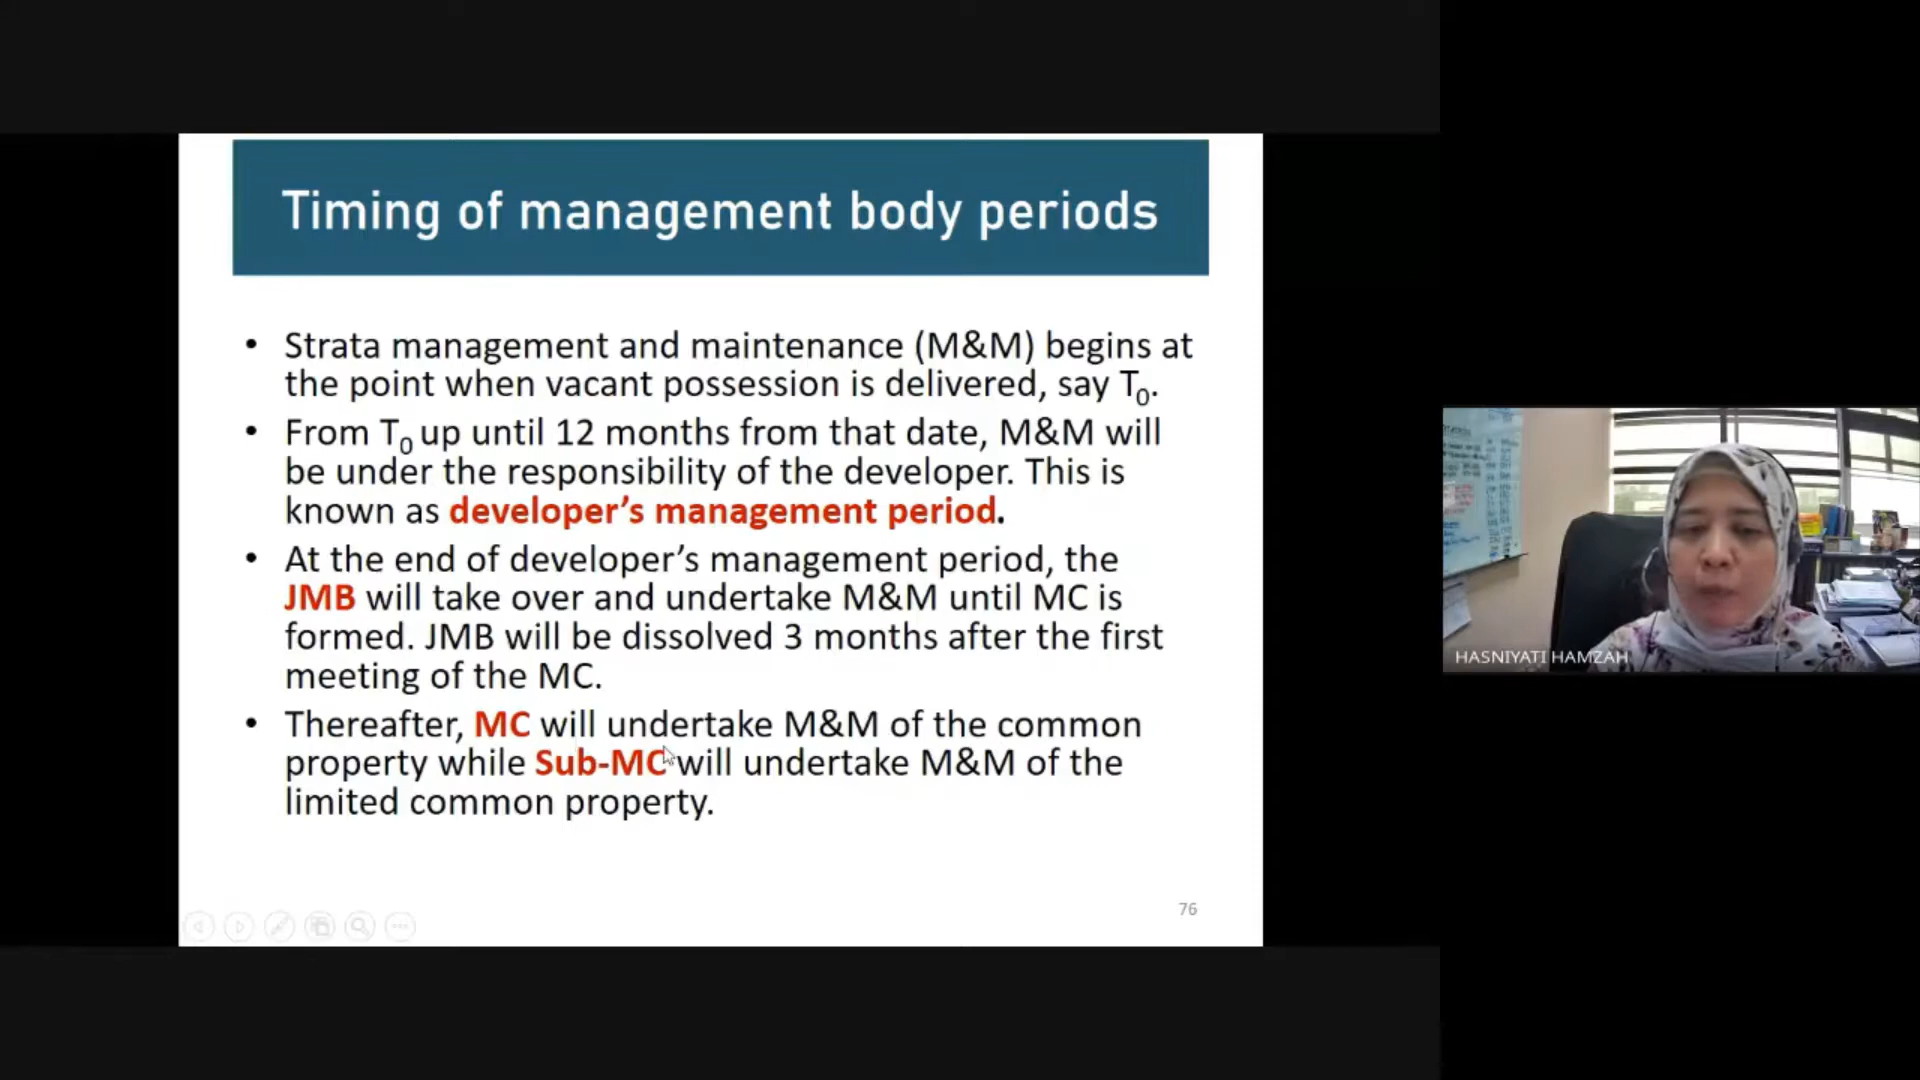 Timing of management body periods
• Strata management and maintenance (M&M) begins at
the point when vacant possession is delivered, say T₀.
• From T₀ up until 12 months from that date, M&M will
be under the responsibility of the developer. This is
known as developer’s management period.
• At the end of developer’s management period, the
JMB will take over and undertake M&M until MC is
formed. JMB will be dissolved 3 months after the first
meeting of the MC.
• Thereafter, MC will undertake M&M of the common
property while Sub-MC will undertake M&M of the
limited common property.
76
HASNIYATI HAMZAH